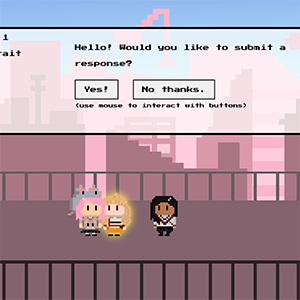 1
rait
Hello! Would you like to submit a
response?
Yes! No thanks.
(use mouse to interact with buttons)